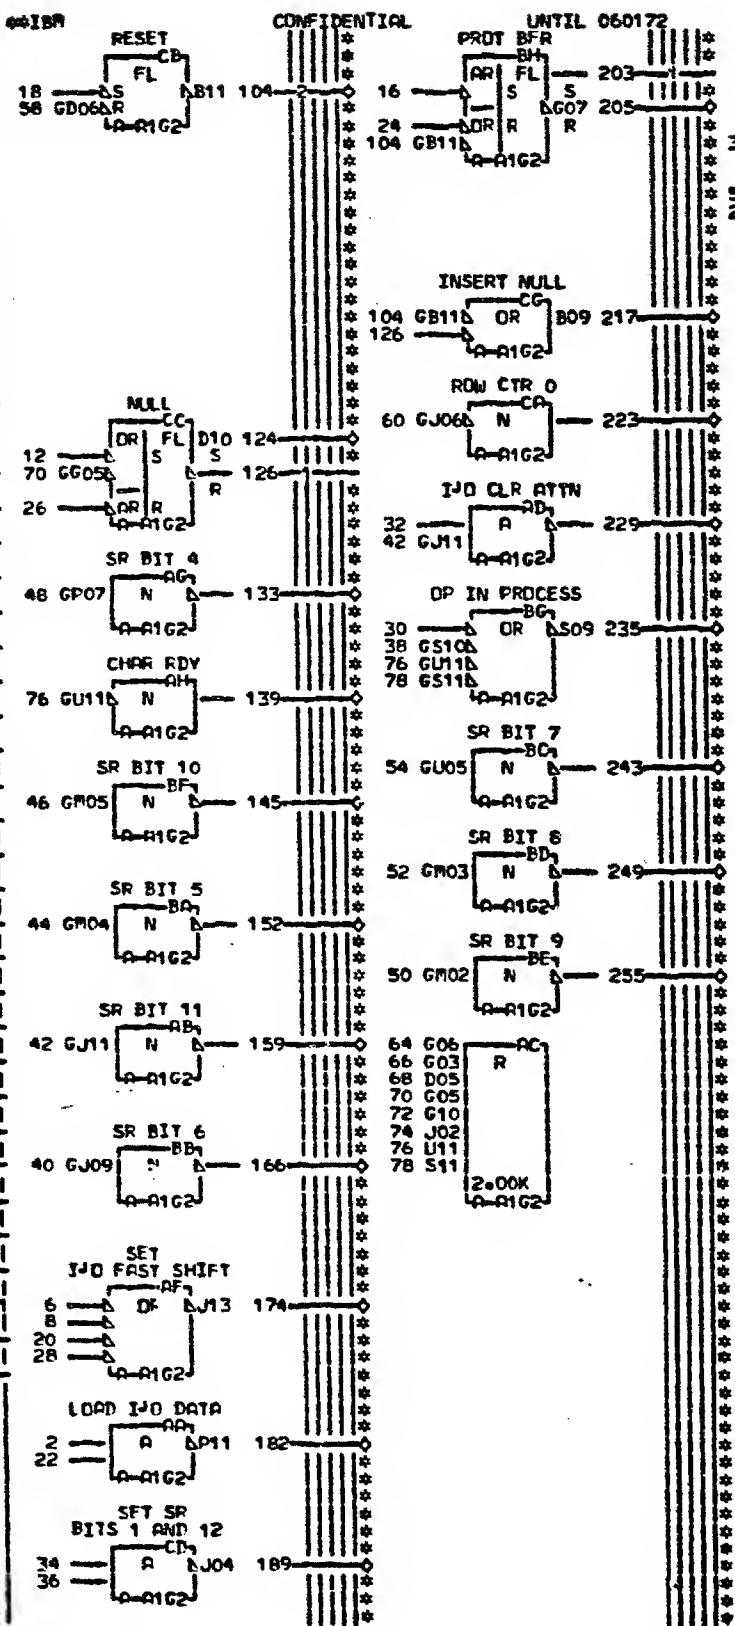 **IBM CONFIDENTIAL UNTIL 060172
RESET
CB
FL
18 S B11 104 2
58 GD06 R
A-A1G2
NULL
CC
OR FL D10 124
12 S S
70 GG05 126 1
R
26 AR R
A-A1G2
SR BIT 4
AG
48 GP07 N 133
A-A1G2
CHAR RDY
AH
76 GU11 N 139
A-A1G2
SR BIT 10
BF
46 GM05 N 145
A-A1G2
SR BIT 5
BA
44 GM04 N 152
A-A1G2
SR BIT 11
AB
42 GJ11 N 159
A-A1G2
SR BIT 6
BB
40 GJ09 N 166
A-A1G2
SET
I/O FAST SHIFT
AF
6 OR J13 174
8
20
28
A-A1G2
LOAD I/O DATA
AA
2 A P11 182
22
A-A1G2
SET SR
BITS 1 AND 12
CD
34 A J04 189
36
A-A1G2
PROT BFR
BH
AR FL 203 1
16 S S
G07 205
24 OR R R
104 GB11
A-A1G2
INSERT NULL
CG
104 GB11 OR B09 217
126
A-A1G2
ROW CTR 0
CA
60 GJ06 N 223
A-A1G2
I/O CLR ATTN
AD
32 A 229
42 GJ11
A-A1G2
OP IN PROCESS
BG
30 OR S09 235
38 GS10
76 GU11
78 GS11
A-A1G2
SR BIT 7
BC
54 GU05 N 243
A-A1G2
SR BIT 8
BD
52 GM03 N 249
A-A1G2
SR BIT 9
BE
50 GM02 N 255
A-A1G2
64 G06 AC
66 G03 R
68 D05
70 G05
72 G10
74 J02
76 U11
78 S11
2.00K
A-A1G2